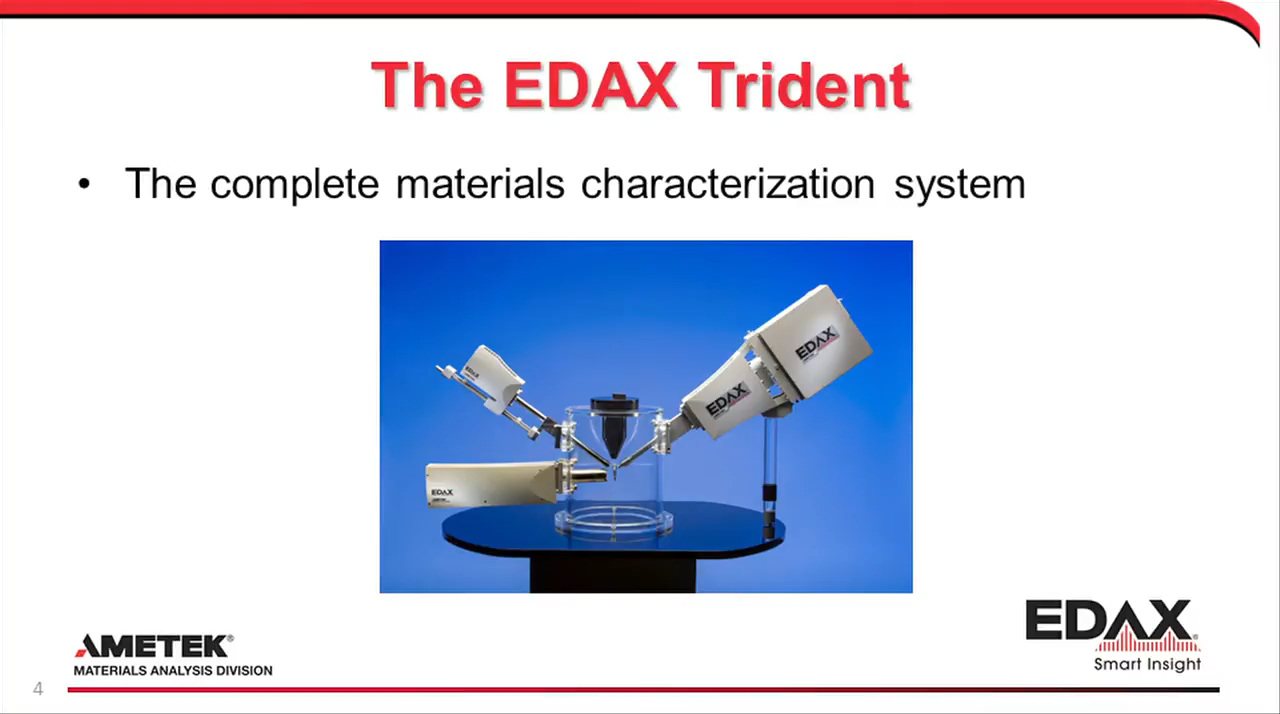 The EDAX Trident
• The complete materials characterization system
EDAX
EDAX
EDAX
AMETEK®
MATERIALS ANALYSIS DIVISION
EDAX®
Smart Insight
4